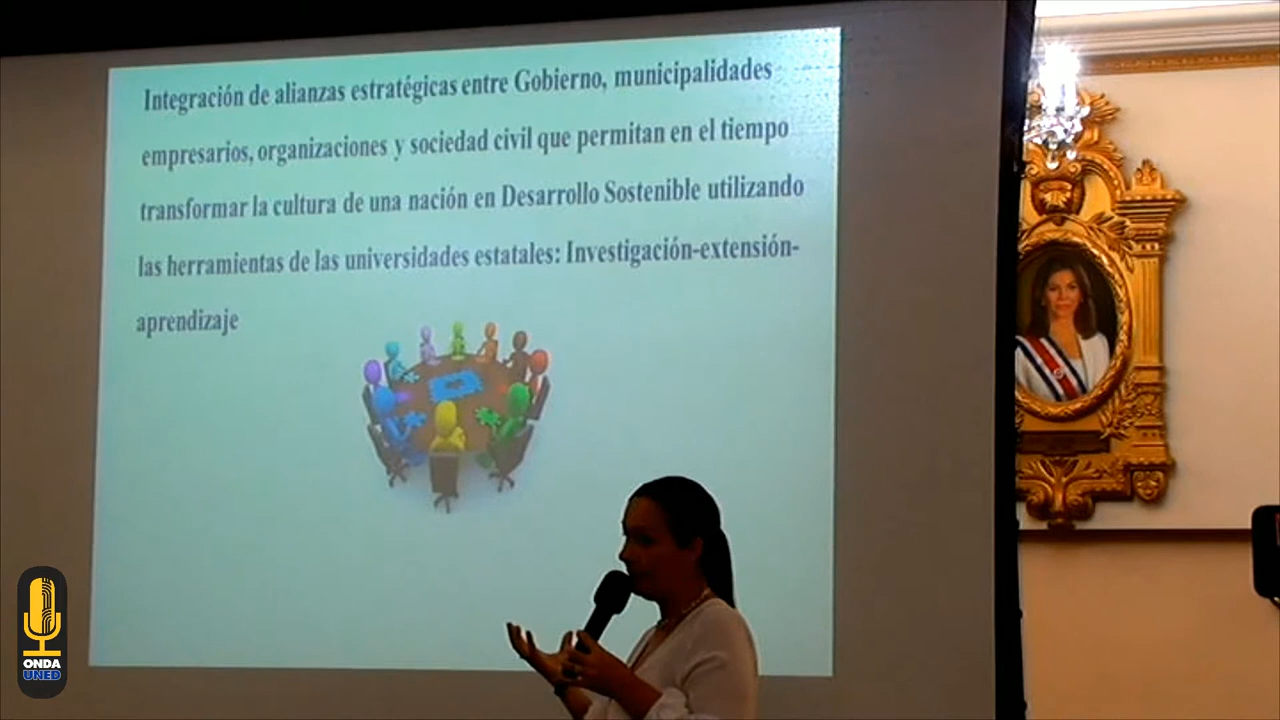 Integración de alianzas estratégicas entre Gobierno, municipalidades
empresarios, organizaciones y sociedad civil que permitan en el tiempo
transformar la cultura de una nación en Desarrollo Sostenible utilizando
las herramientas de las universidades estatales: Investigación-extensión-
aprendizaje
ONDA
UNED